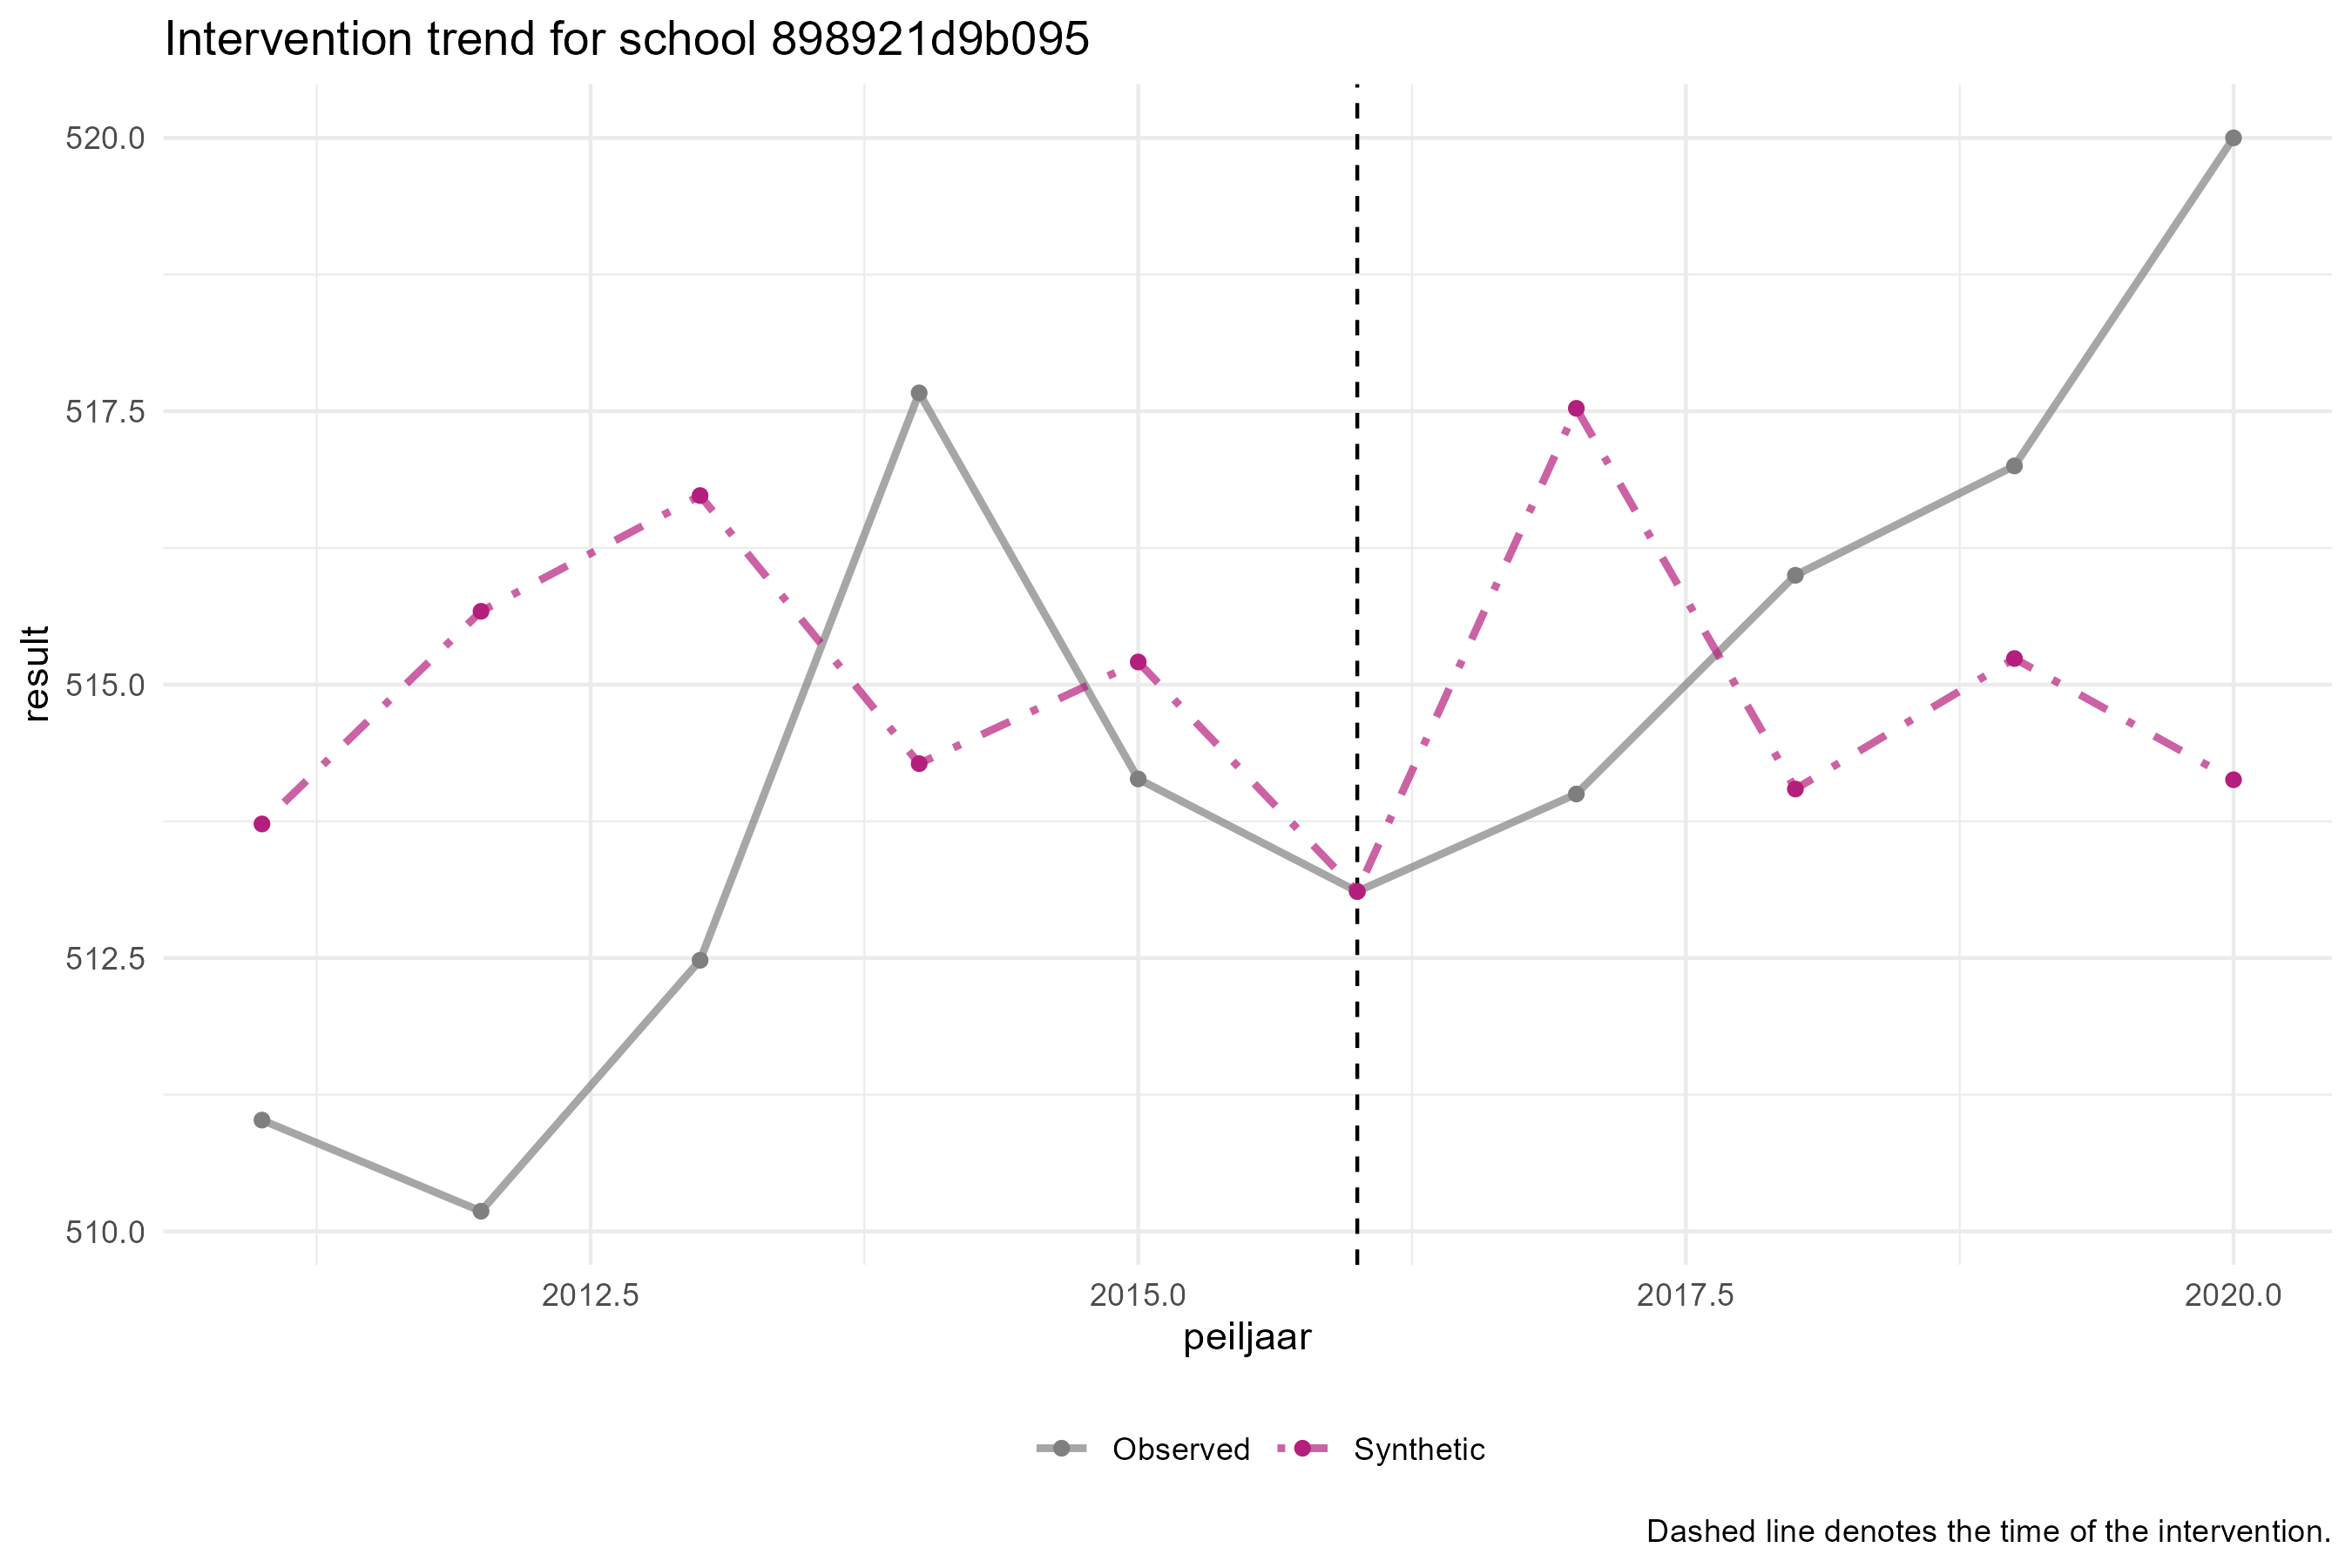 Intervention trend for school 898921d9b095
520.0
517.5
515.0
512.5
510.0
result
2012.5 2015.0 2017.5 2020.0
peiljaar
Observed Synthetic
Dashed line denotes the time of the intervention.